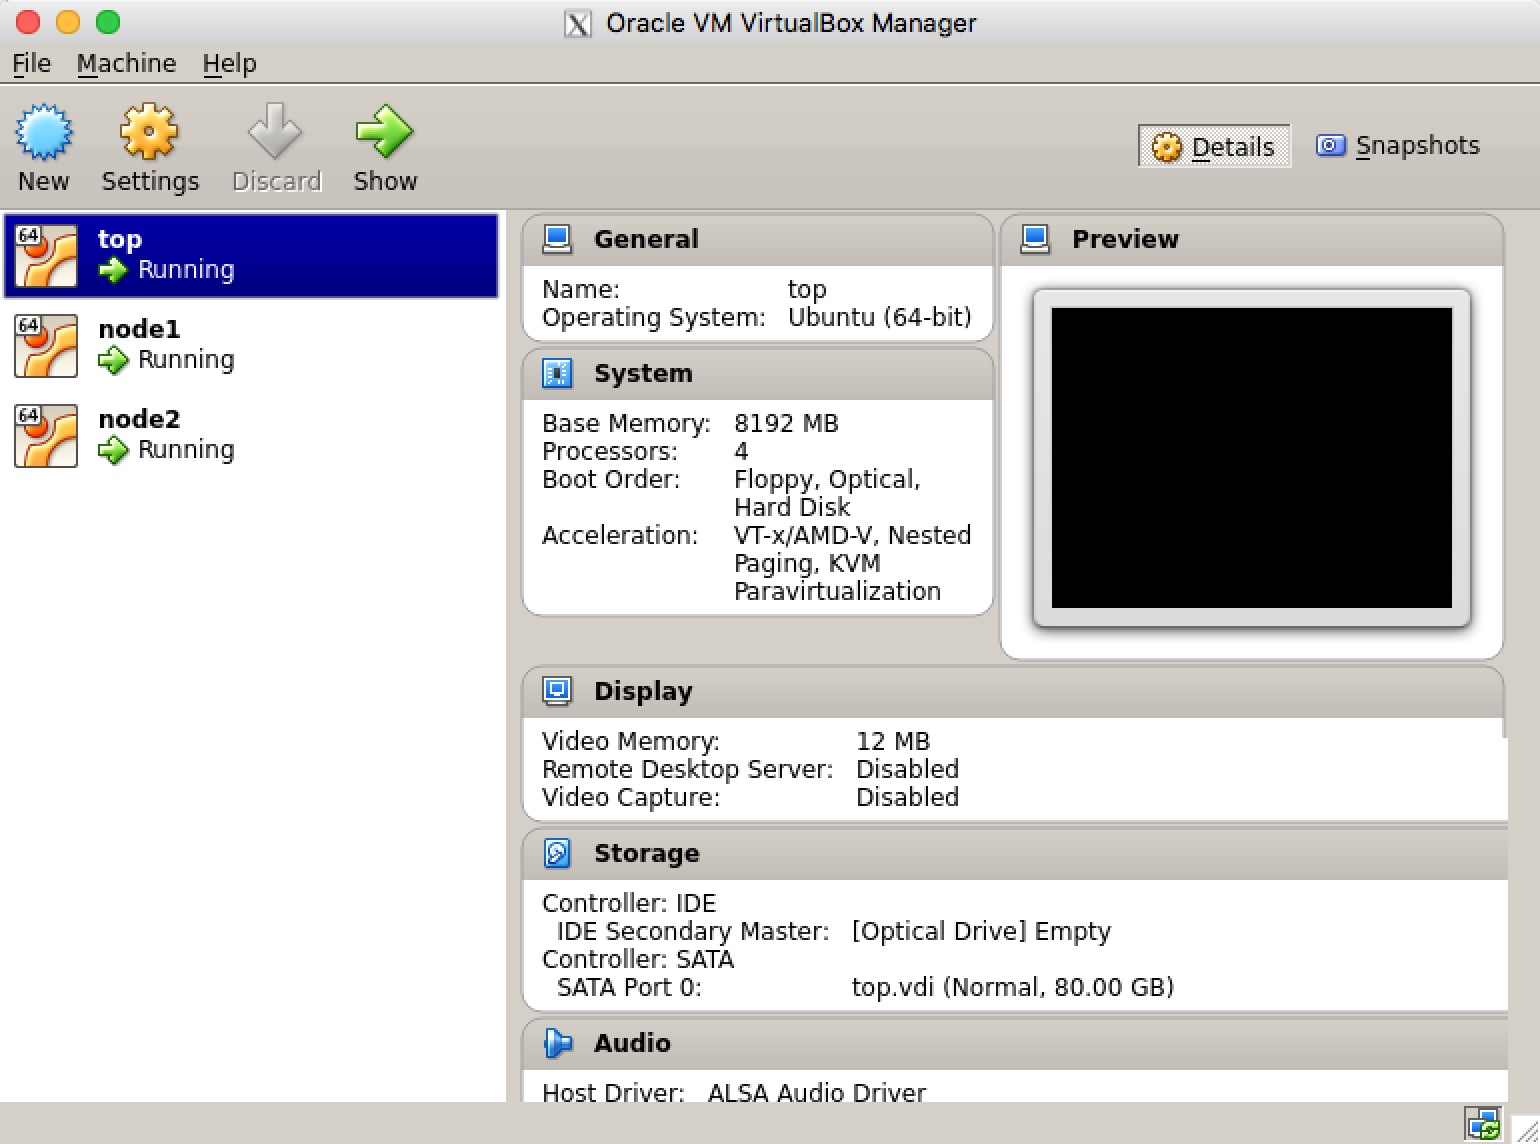 Oracle VM VirtualBox Manager
File Machine Help
New Settings Discard Show
Details Snapshots
64 top
Running
64 node1
Running
64 node2
Running
General
Name: top
Operating System: Ubuntu (64-bit)
System
Base Memory: 8192 MB
Processors: 4
Boot Order: Floppy, Optical,
Hard Disk
Acceleration: VT-x/AMD-V, Nested
Paging, KVM
Paravirtualization
Preview
Display
Video Memory: 12 MB
Remote Desktop Server: Disabled
Video Capture: Disabled
Storage
Controller: IDE
IDE Secondary Master: [Optical Drive] Empty
Controller: SATA
SATA Port 0: top.vdi (Normal, 80.00 GB)
Audio
Host Driver: ALSA Audio Driver